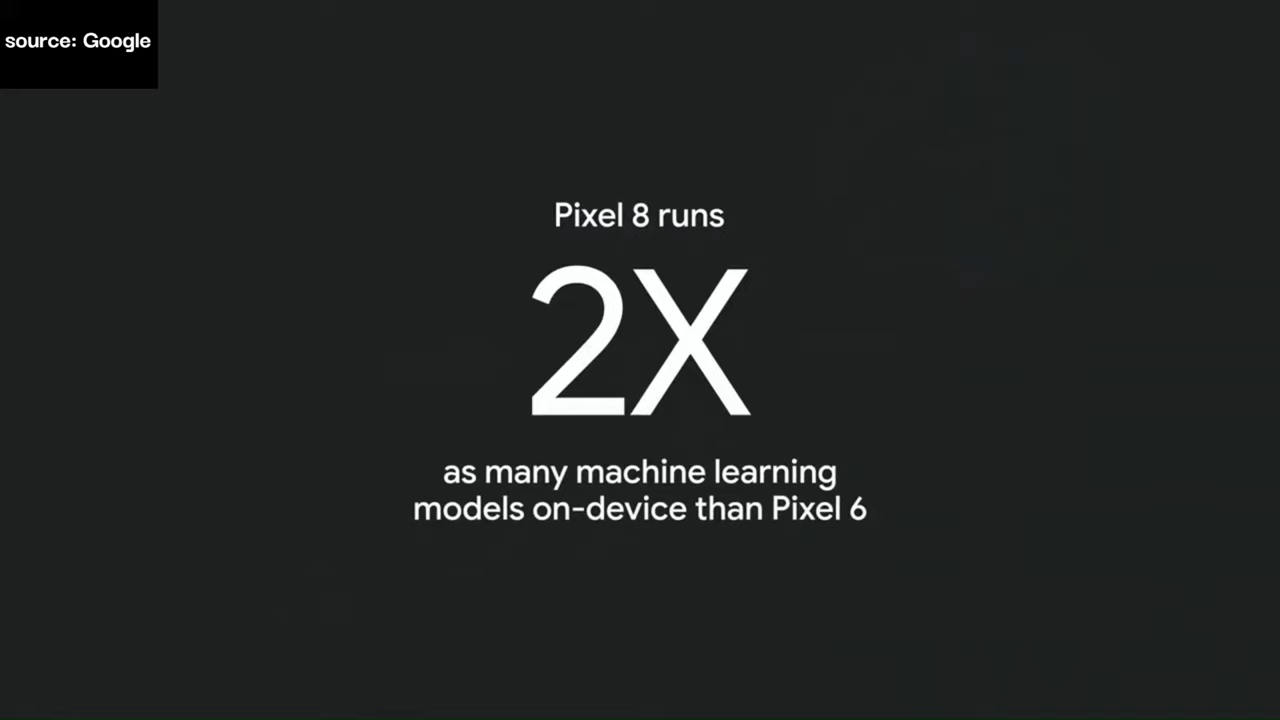 source: Google
Pixel 8 runs
2X
as many machine learning
models on-device than Pixel 6